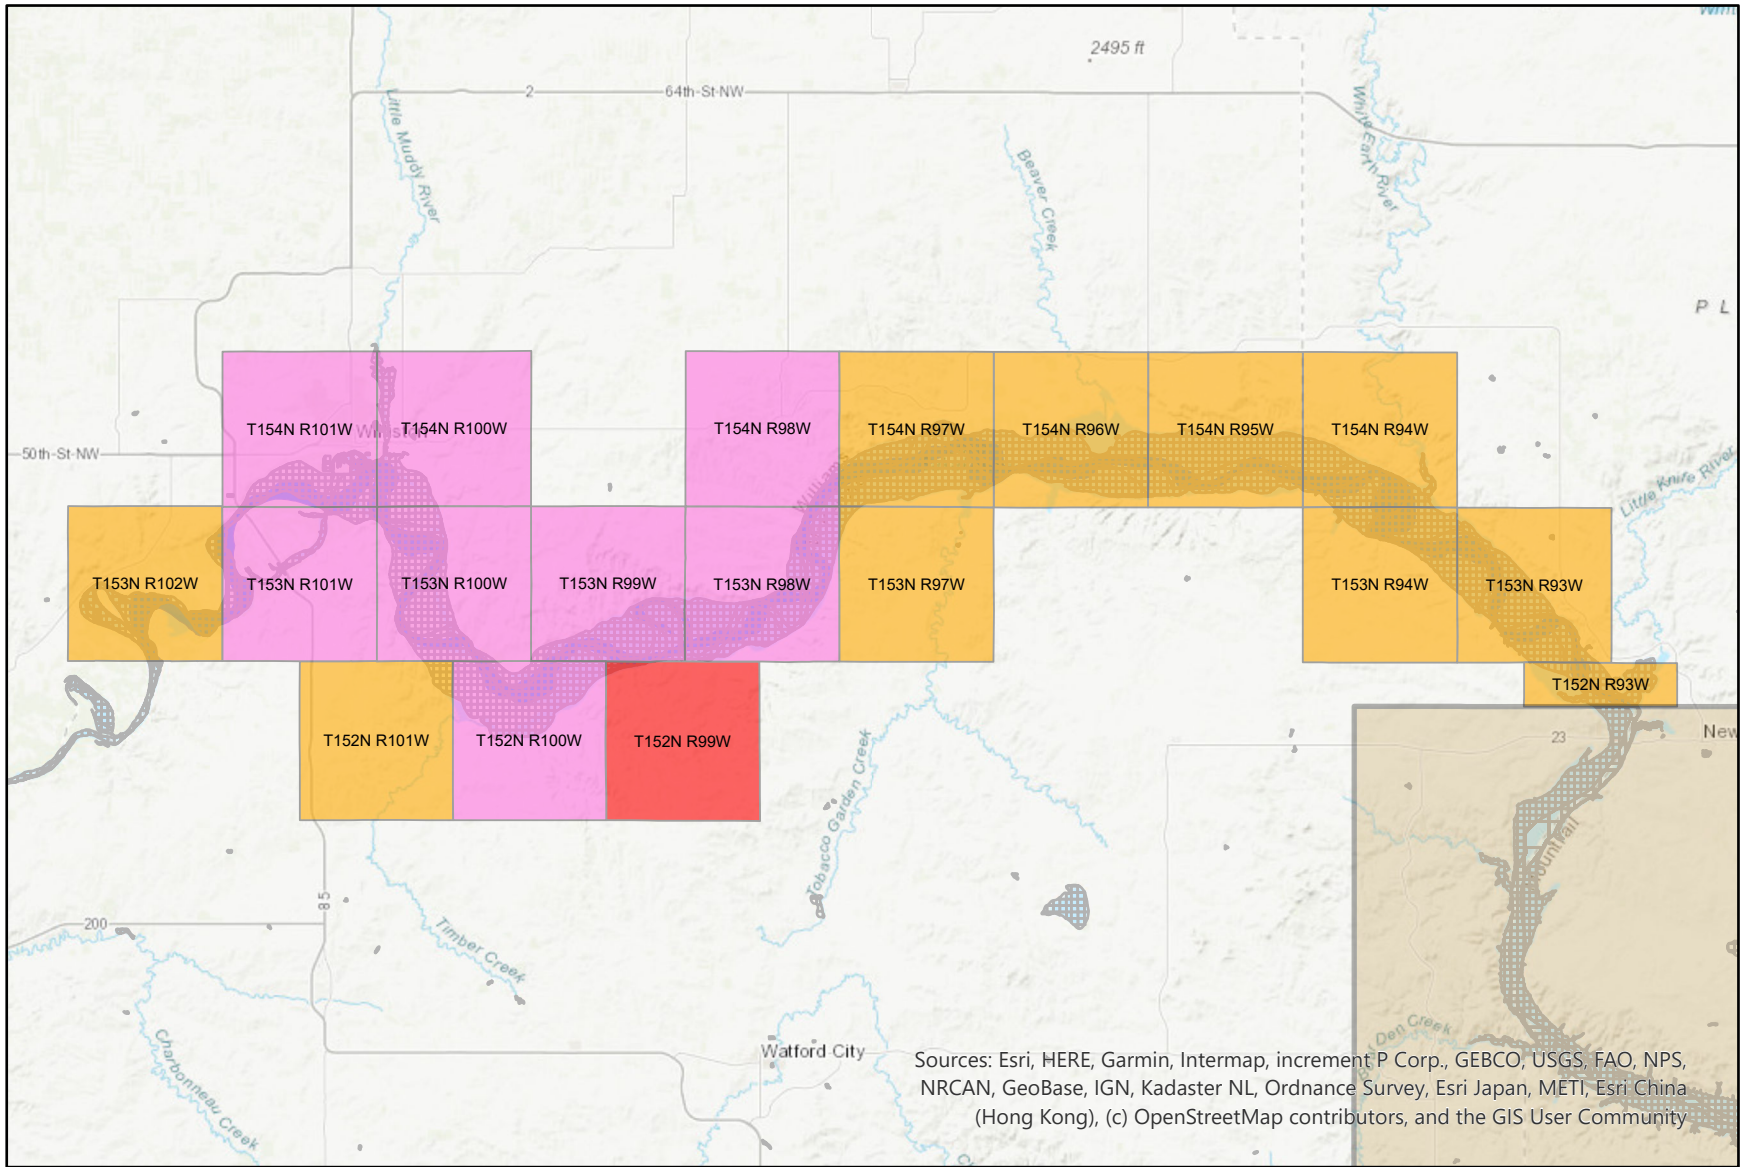 2495 ft
2
64th-St-NW
Little Muddy River
White Earth River
Beaver Creek
P L
T154N R101W
T154N R100W
T154N R98W
T154N R97W
T154N R96W
T154N R95W
T154N R94W
Williston
50th-St-NW
Williams
Little Knife River
T153N R102W
T153N R101W
T153N R100W
T153N R99W
T153N R98W
T153N R97W
T153N R94W
T153N R93W
T152N R93W
T152N R101W
T152N R100W
T152N R99W
23
New
Tobacco Garden Creek
Mountrail
85
200
Timber Creek
Charbonneau Creek
Watford City
Den Creek
Sources: Esri, HERE, Garmin, Intermap, increment P Corp., GEBCO, USGS, FAO, NPS,
NRCAN, GeoBase, IGN, Kadaster NL, Ordnance Survey, Esri Japan, METI, Esri China
(Hong Kong), (c) OpenStreetMap contributors, and the GIS User Community